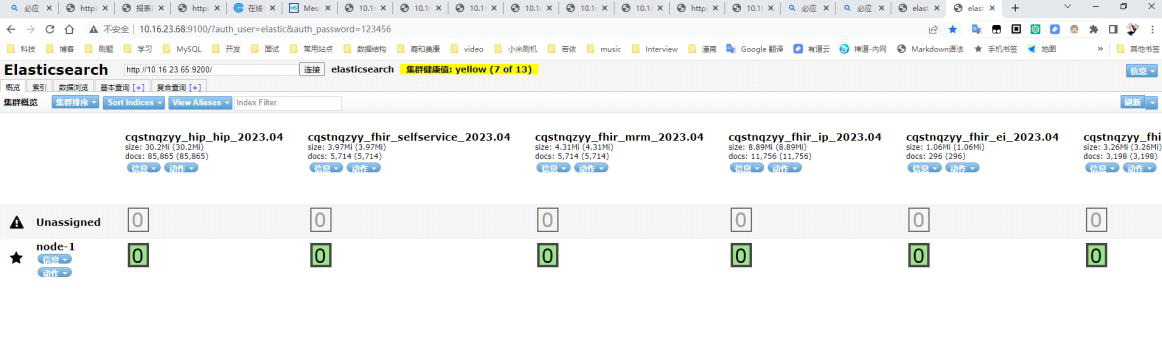 必应 https 报表 https 在线 Mes 10.1 10.1 10.1 10.1 10.1 10.1 https 10.1 必应 必应 elast elas
不安全 | 10.16.23.68:9100/?auth_user=elastic&auth_password=123456
科技 博客 刷题 学习 MySQL 开发 面试 常用站点 数据结构 嘉和美康 video 小米刷机 若依 music Interview 潼南 Google 翻译 有道云 禅道-内网 Markdown语法 手机书签 地图 » 其他书签
Elasticsearch http://10.16.23.65:9200/ 连接 elasticsearch 集群健康值: yellow (7 of 13) 信息
概览 索引 数据浏览 基本查询 [+] 复合查询 [+]
集群概览 集群排序 Sort Indices View Aliases Index Filter 刷新
cqstnqzyy_hip_hip_2023.04 cqstnqzyy_fhir_selfservice_2023.04 cqstnqzyy_fhir_mrm_2023.04 cqstnqzyy_fhir_ip_2023.04 cqstnqzyy_fhir_ei_2023.04 cqstnqzyy_fhi
size: 30.2Mi (30.2Mi) size: 3.97Mi (3.97Mi) size: 4.31Mi (4.31Mi) size: 8.89Mi (8.89Mi) size: 1.06Mi (1.06Mi) size: 3.26Mi (3.26Mi)
docs: 85,865 (85,865) docs: 5,714 (5,714) docs: 5,714 (5,714) docs: 11,756 (11,756) docs: 296 (296) docs: 3,198 (3,198)
信息 动作 信息 动作 信息 动作 信息 动作 信息 动作 信息 动作
Unassigned 0 0 0 0 0 0
node-1 0 0 0 0 0 0
信息
动作